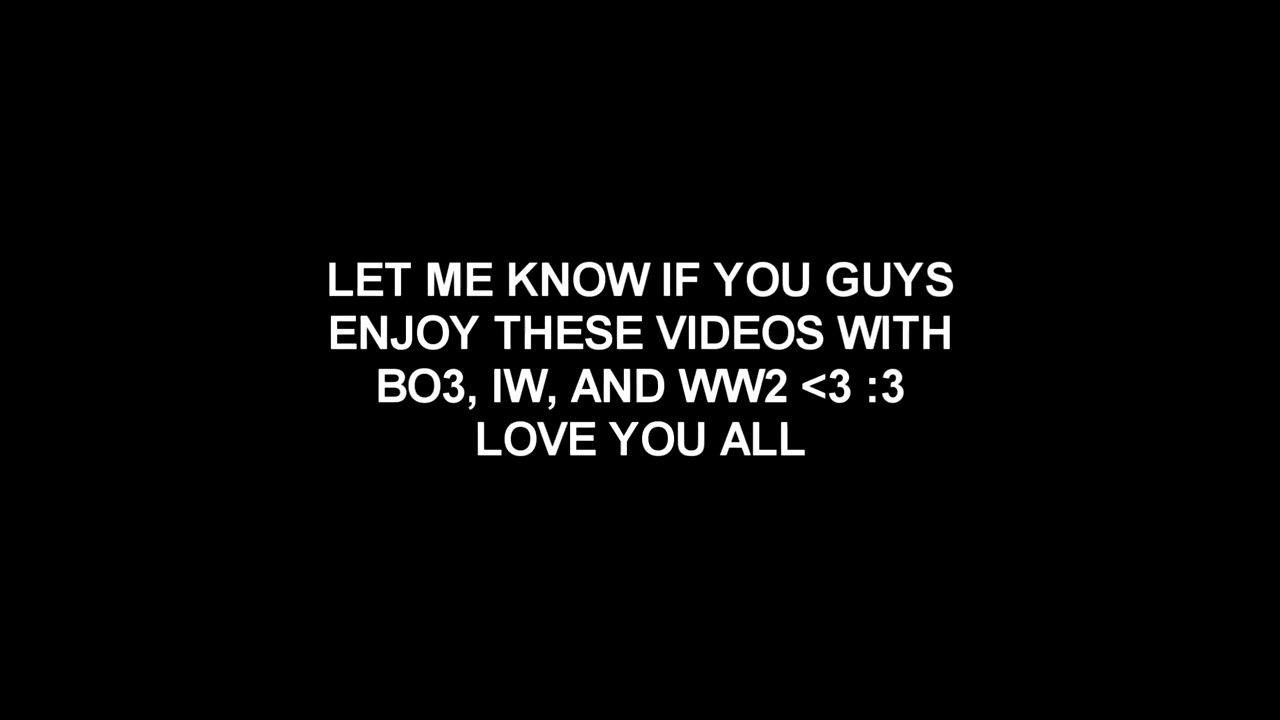 LET ME KNOW IF YOU GUYS
ENJOY THESE VIDEOS WITH
BO3, IW, AND WW2 <3 :3
LOVE YOU ALL